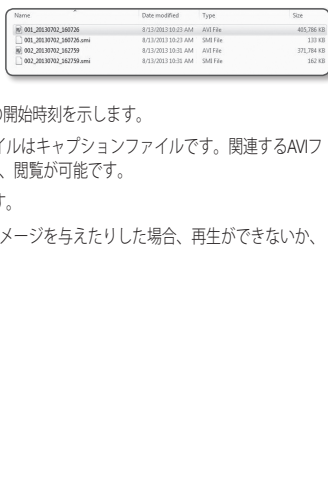 Name Date modified Type Size
001_20130702_160726 8/13/2013 10:23 AM AVI File 405,786 KB
001_20130702_160726.smi 8/13/2013 10:23 AM SMI File 133 KB
002_20130702_162759 8/13/2013 10:31 AM AVI File 371,784 KB
002_20130702_162759.smi 8/13/2013 10:31 AM SMI File 162 KB
の開始時刻を示します。
イルはキャプションファイルです。関連するAVIフ
、閲覧が可能です。
す。
メージを与えたりした場合、再生ができないか、